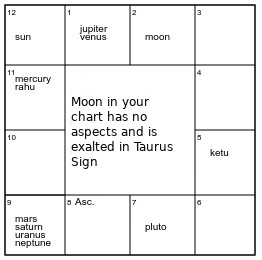 12
sun
1
jupiter
venus
2
moon
3
11
mercury
rahu
4
Moon in your
chart has no
aspects and is
exalted in Taurus
Sign
10
5
ketu
9
mars
saturn
uranus
neptune
8 Asc.
7
pluto
6